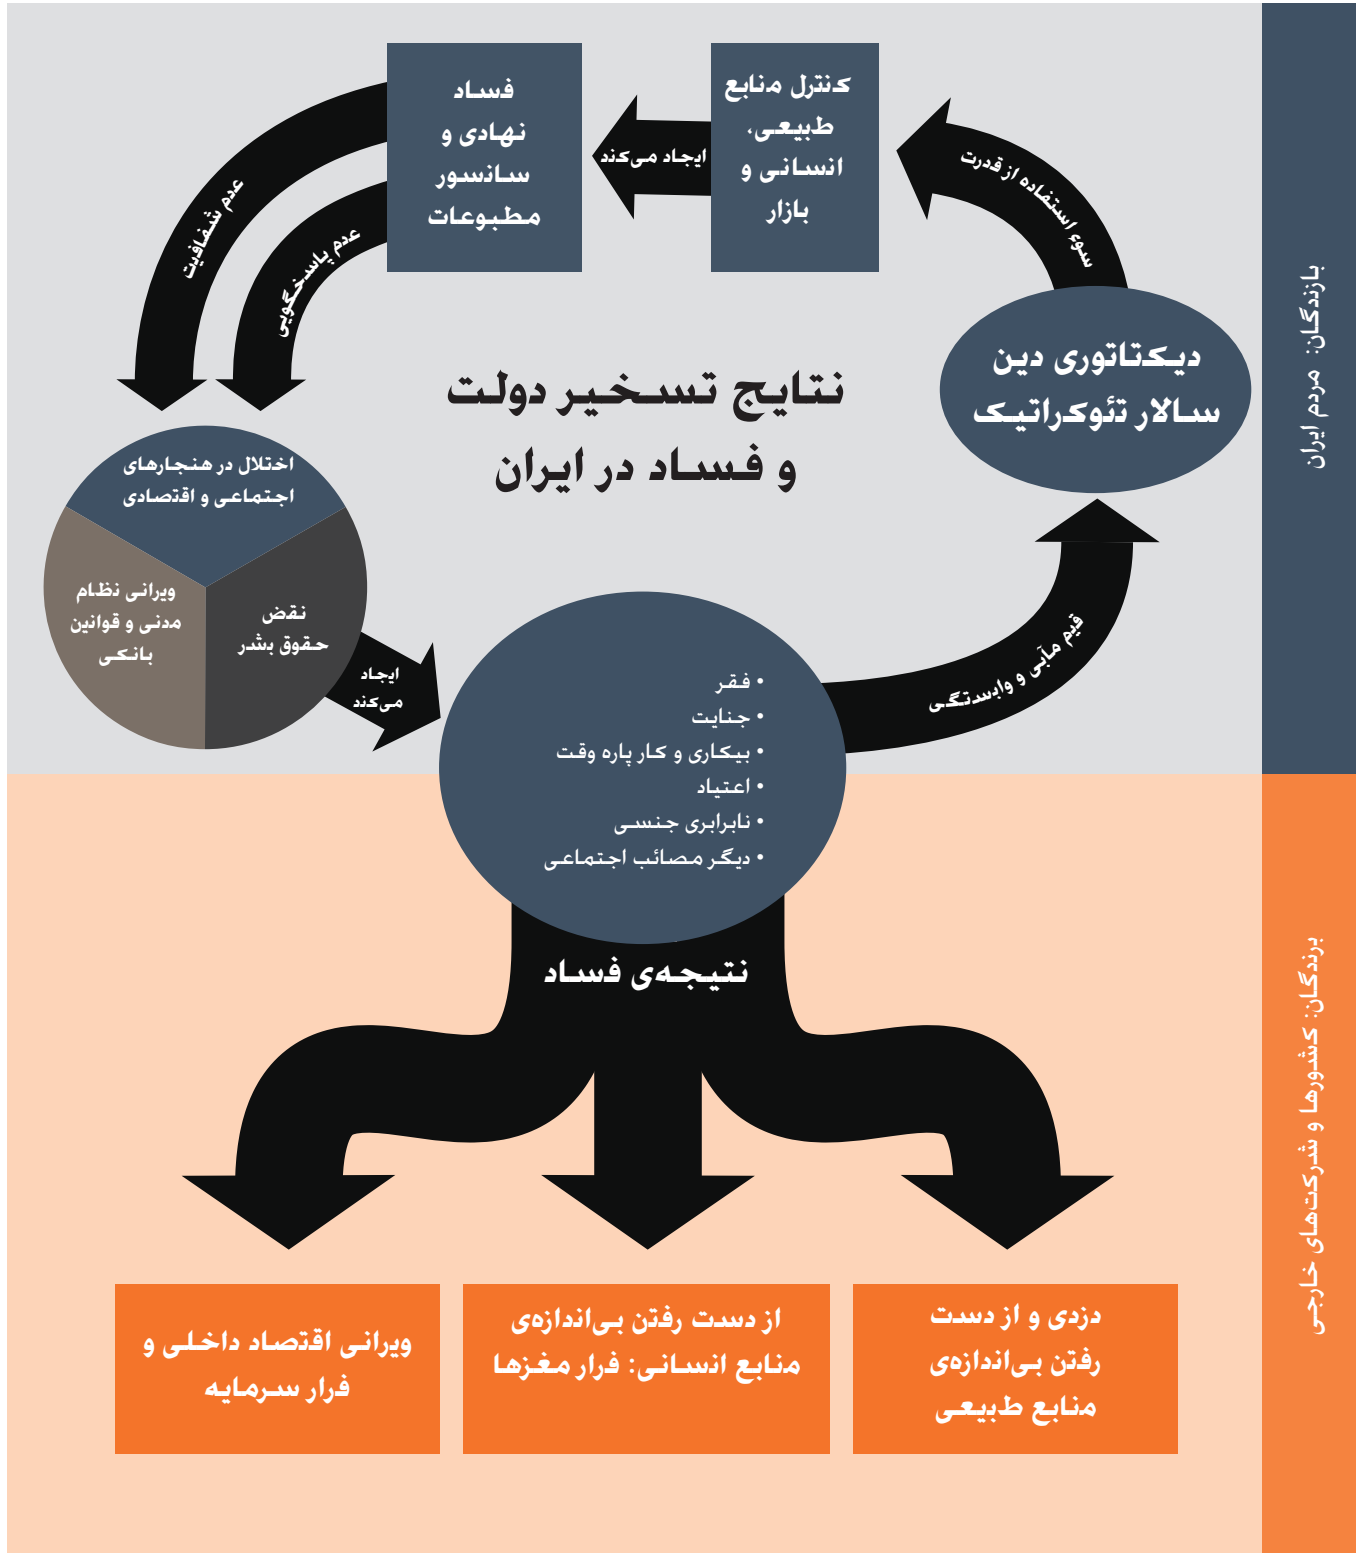 نتایج تسخیر دولت
و فساد در ایران
دیکتاتوری دین
سالار تئوکراتیک
سوء استفاده از قدرت
کنترل منابع
طبیعی،
انسانی و
بازار
ایجاد می‌کند
فساد
نهادی و
سانسور
مطبوعات
عدم شفافیت
عدم پاسخگویی
اختلال در هنجارهای
اجتماعی و اقتصادی
نقض
حقوق بشر
ویرانی نظام
مدنی و قوانین
بانکی
ایجاد
می‌کند
• فقر
• جنایت
• بیکاری و کار پاره وقت
• اعتیاد
• نابرابری جنسی
• دیگر مصائب اجتماعی
قیم مآبی و وابستگی
نتیجه‌ی فساد
دزدی و از دست
رفتن بی‌اندازه‌ی
منابع طبیعی
از دست رفتن بی‌اندازه‌ی
منابع انسانی: فرار مغزها
ویرانی اقتصاد داخلی و
فرار سرمایه
بازندگان: مردم ایران
برندگان: کشورها و شرکت‌های خارجی